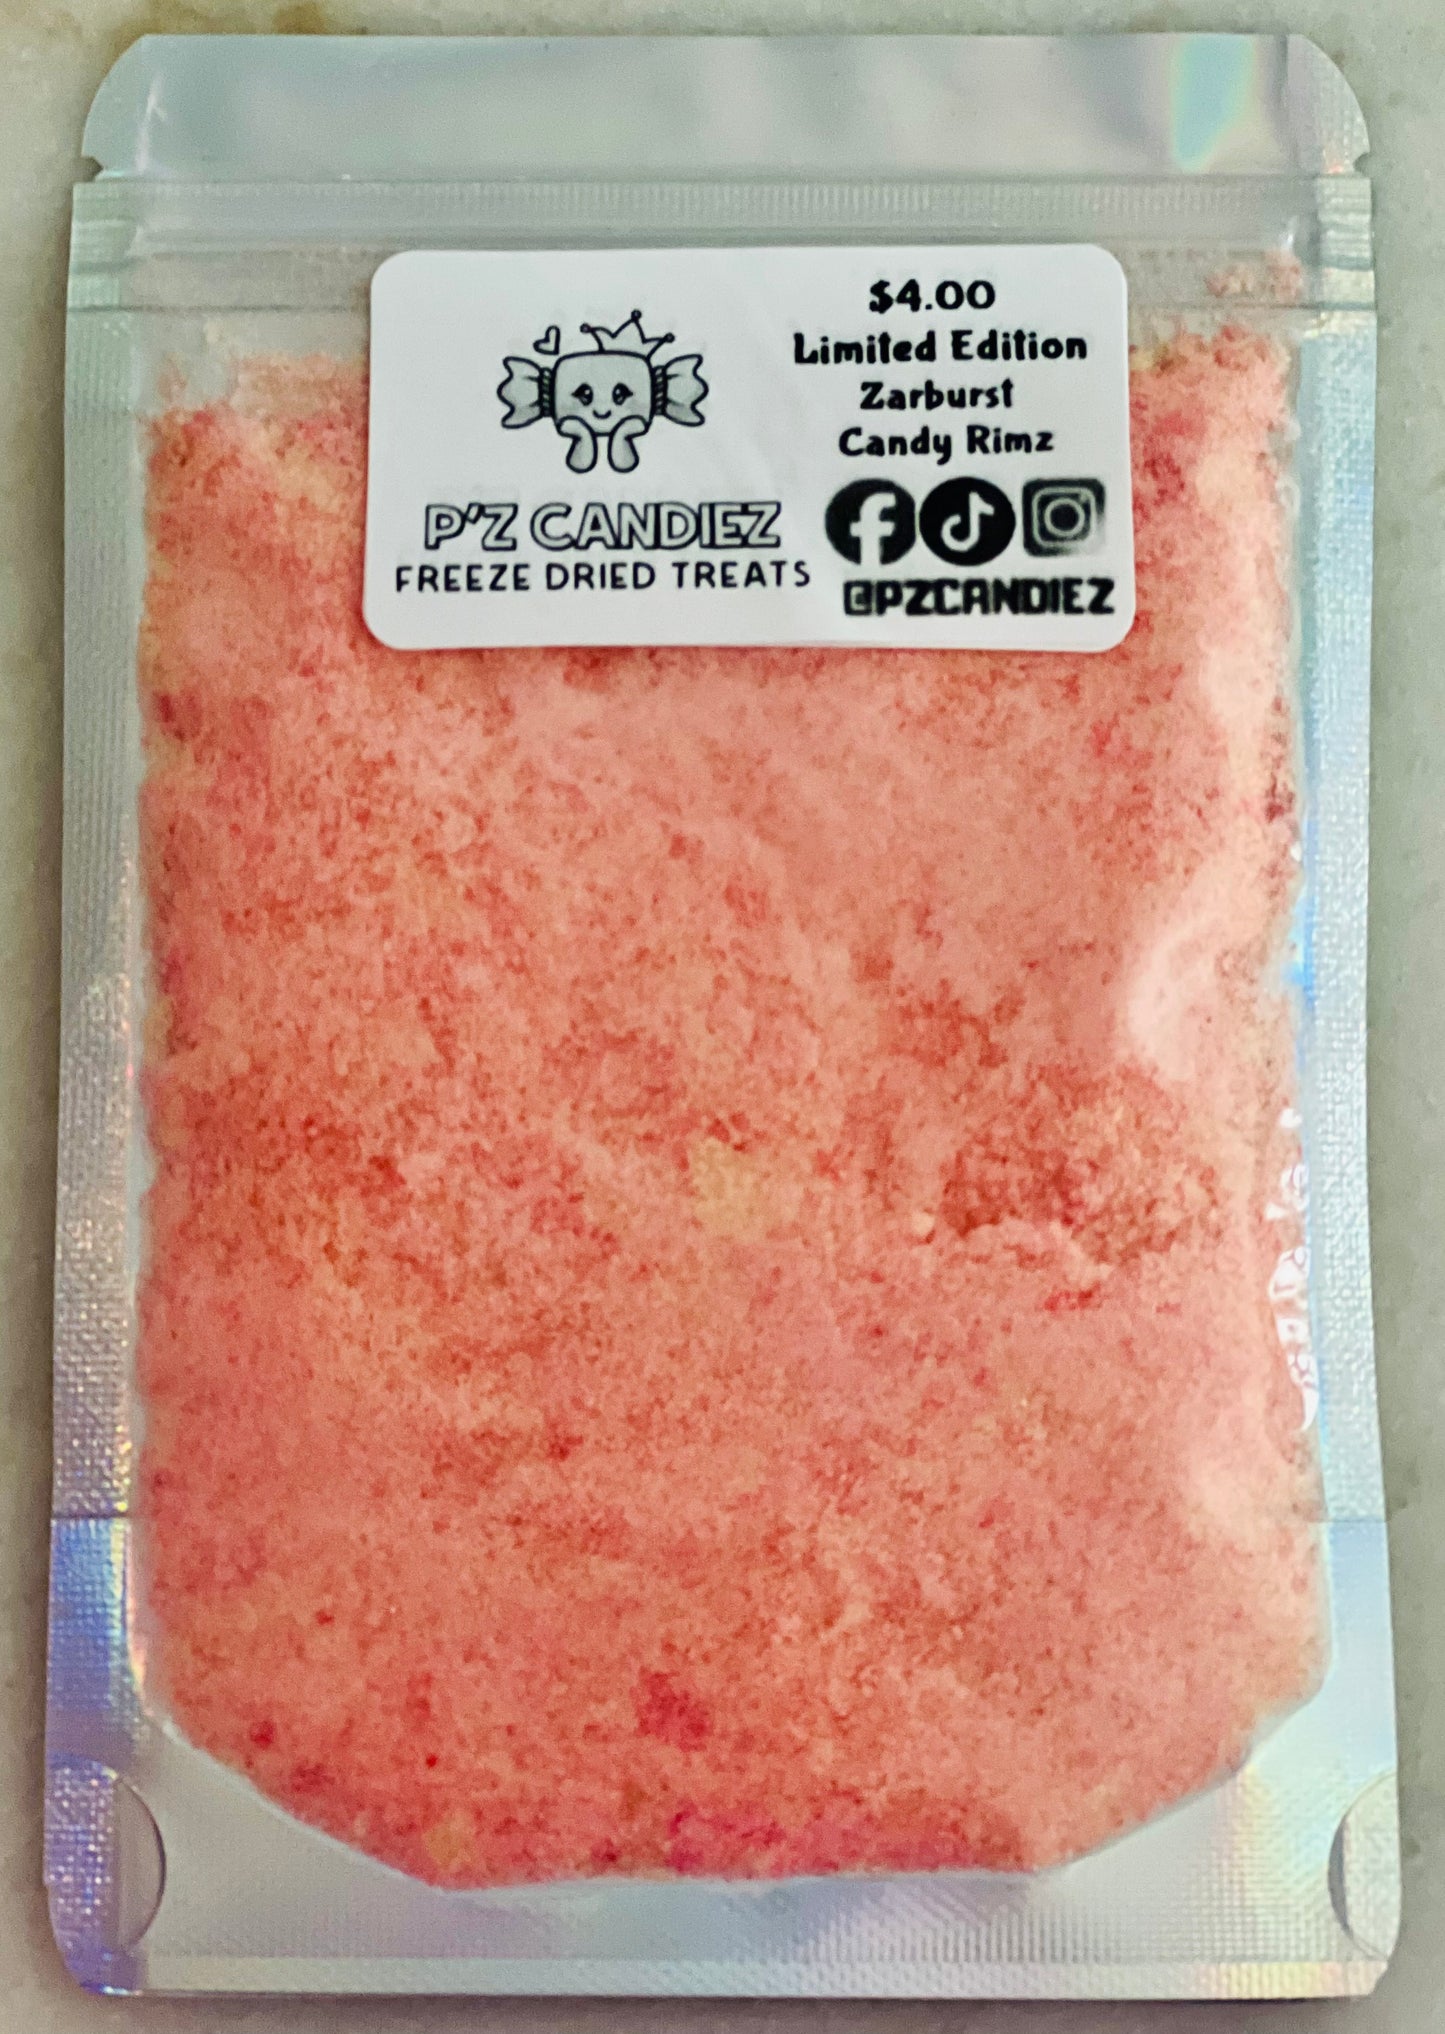 $4.00
Limited Edition
Zarburst
Candy Rimz
P'Z CANDIEZ
FREEZE DRIED TREATS
@PZCANDIEZ